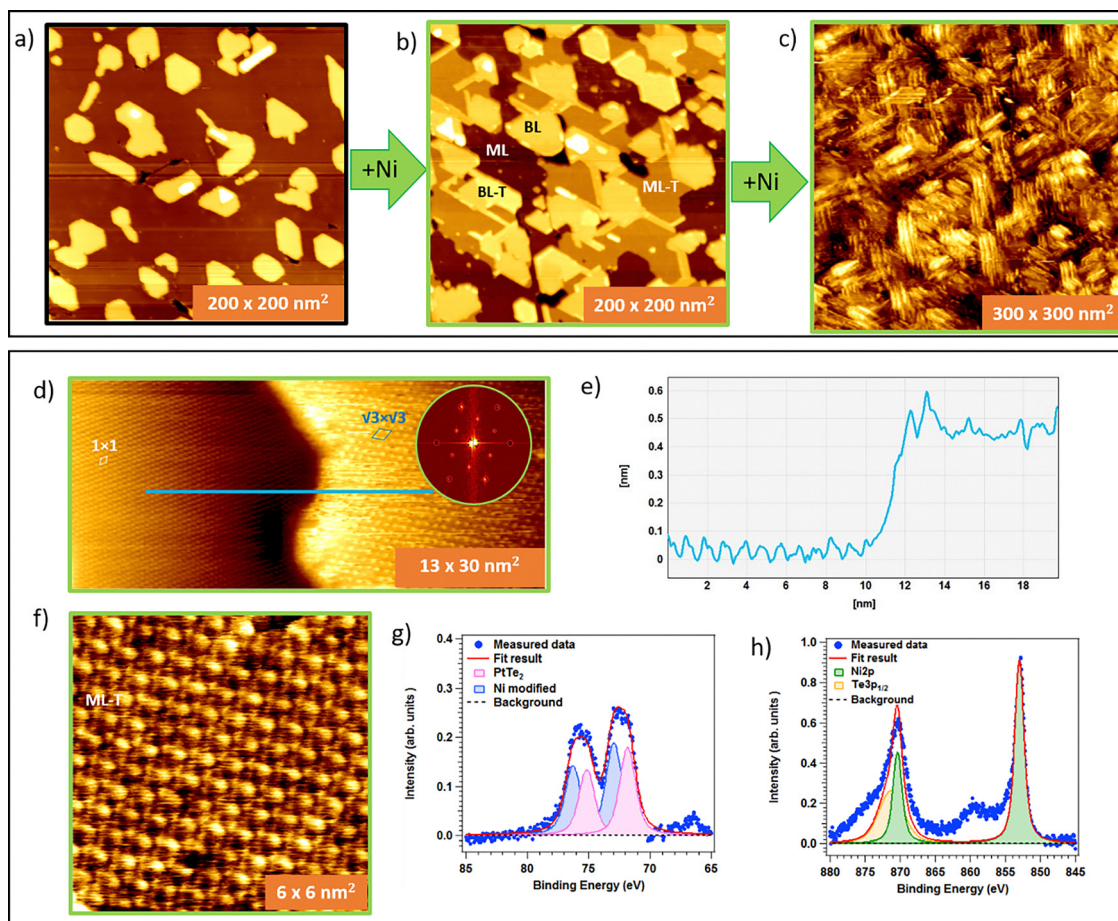 a)
200 x 200 nm²
+Ni
b)
BL
ML
BL-T
ML-T
200 x 200 nm²
+Ni
c)
300 x 300 nm²
d)
1×1
√3×√3
13 x 30 nm²
e)
[nm]
0.6
0.5
0.4
0.3
0.2
0.1
0
2 4 6 8 10 12 14 16 18
[nm]
f)
ML-T
6 x 6 nm²
g)
Intensity (arb. units)
0.4
0.3
0.2
0.1
0.0
Measured data
Fit result
PtTe₂
Ni modified
Background
85 80 75 70 65
Binding Energy (eV)
h)
Intensity (arb. units)
1.0
0.8
0.6
0.4
0.2
0.0
Measured data
Fit result
Ni2p
Te3p₁/₂
Background
880 875 870 865 860 855 850 845
Binding Energy (eV)